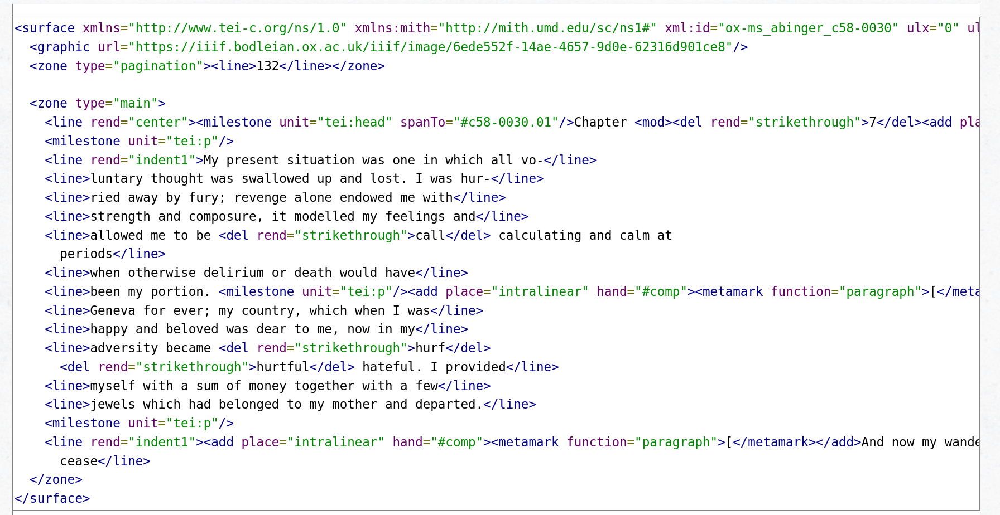 <surface xmlns="http://www.tei-c.org/ns/1.0" xmlns:mith="http://mith.umd.edu/sc/ns1#" xml:id="ox-ms_abinger_c58-0030" ulx="0" ul
  <graphic url="https://iiif.bodleian.ox.ac.uk/iiif/image/6ede552f-14ae-4657-9d0e-62316d901ce8"/>
  <zone type="pagination"><line>132</line></zone>

  <zone type="main">
    <line rend="center"><milestone unit="tei:head" spanTo="#c58-0030.01"/>Chapter <mod><del rend="strikethrough">7</del><add pla
    <milestone unit="tei:p"/>
    <line rend="indent1">My present situation was one in which all vo-</line>
    <line>luntary thought was swallowed up and lost. I was hur-</line>
    <line>ried away by fury; revenge alone endowed me with</line>
    <line>strength and composure, it modelled my feelings and</line>
    <line>allowed me to be <del rend="strikethrough">call</del> calculating and calm at
      periods</line>
    <line>when otherwise delirium or death would have</line>
    <line>been my portion. <milestone unit="tei:p"/><add place="intralinear" hand="#comp"><metamark function="paragraph">[</meta
    <line>Geneva for ever; my country, which when I was</line>
    <line>happy and beloved was dear to me, now in my</line>
    <line>adversity became <del rend="strikethrough">hurf</del>
      <del rend="strikethrough">hurtful</del> hateful. I provided</line>
    <line>myself with a sum of money together with a few</line>
    <line>jewels which had belonged to my mother and departed.</line>
    <milestone unit="tei:p"/>
    <line rend="indent1"><add place="intralinear" hand="#comp"><metamark function="paragraph">[</metamark></add>And now my wande
      cease</line>
  </zone>
</surface>